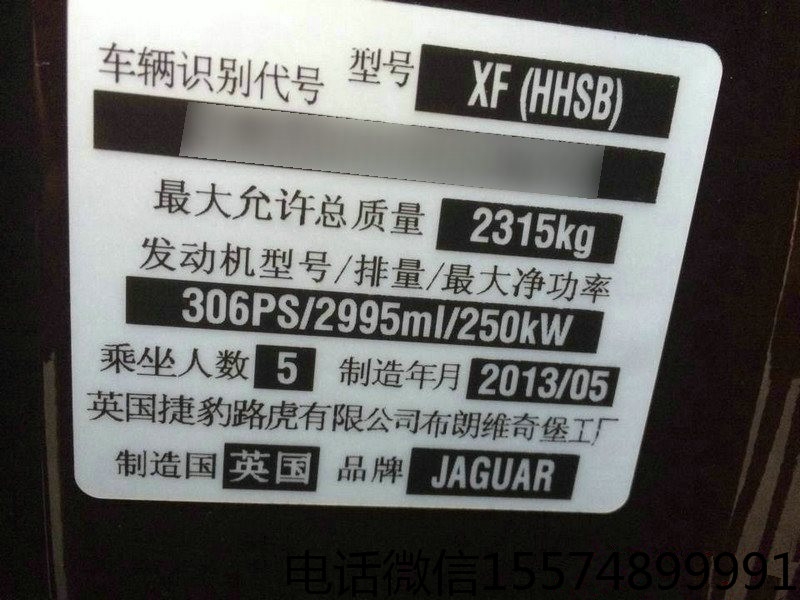 车辆识别代号 型号 XF (HHSB)
最大允许总质量 2315kg
发动机型号/排量/最大净功率
306PS/2995ml/250kW
乘坐人数 5 制造年月 2013/05
英国捷豹路虎有限公司布朗维奇堡工厂
制造国 英国 品牌 JAGUAR
电话微信15574899991